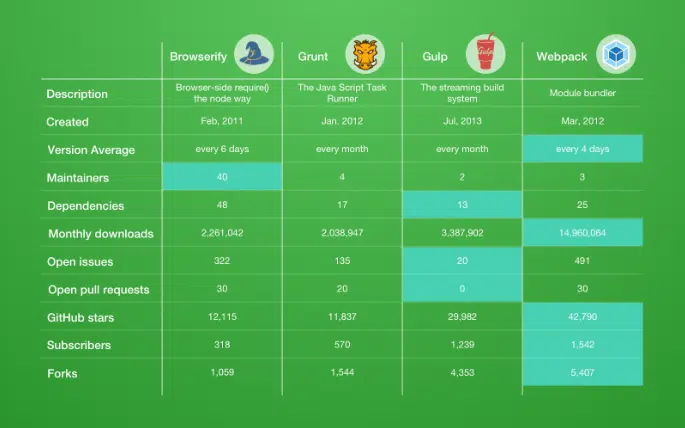 Browserify Grunt Gulp Gulp Webpack
Description Browser-side require() the node way The Java Script Task Runner The streaming build system Module bundler
Created Feb, 2011 Jan. 2012 Jul, 2013 Mar, 2012
Version Average every 6 days every month every month every 4 days
Maintainers 40 4 2 3
Dependencies 48 17 13 25
Monthly downloads 2,261,042 2,038,947 3,387,902 14,960,064
Open issues 322 135 20 491
Open pull requests 30 20 0 30
GitHub stars 12,115 11,837 29,982 42,790
Subscribers 318 570 1,239 1,542
Forks 1,059 1,544 4,353 5,407